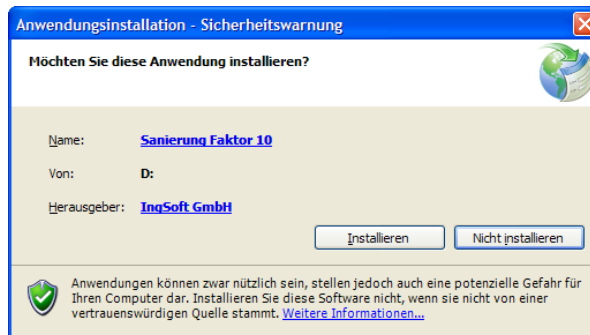 Anwendungsinstallation - Sicherheitswarnung
Möchten Sie diese Anwendung installieren?
Name: Sanierung Faktor 10
Von: D:
Herausgeber: IngSoft GmbH
Installieren Nicht installieren
Anwendungen können zwar nützlich sein, stellen jedoch auch eine potenzielle Gefahr für
Ihren Computer dar. Installieren Sie diese Software nicht, wenn sie nicht von einer
vertrauenswürdigen Quelle stammt. Weitere Informationen...